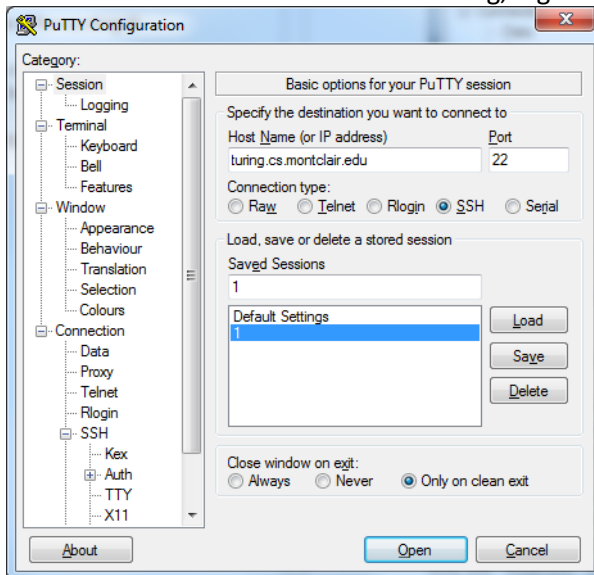 PuTTY Configuration
Category:
Session
Logging
Terminal
Keyboard
Bell
Features
Window
Appearance
Behaviour
Translation
Selection
Colours
Connection
Data
Proxy
Telnet
Rlogin
SSH
Kex
Auth
TTY
X11
Basic options for your PuTTY session
Specify the destination you want to connect to
Host Name (or IP address) Port
turing.cs.montclair.edu 22
Connection type:
Raw Telnet Rlogin SSH Serial
Load, save or delete a stored session
Saved Sessions
1
Default Settings
1
Load
Save
Delete
Close window on exit:
Always Never Only on clean exit
About Open Cancel